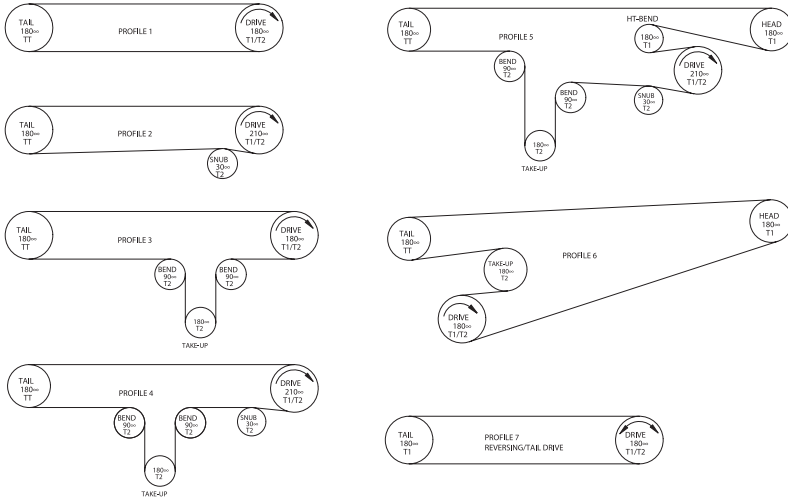 TAIL
180∞
TT
PROFILE 1
DRIVE
180∞
T1/T2
TAIL
180∞
TT
PROFILE 2
DRIVE
210∞
T1/T2
SNUB
30∞
T2
TAIL
180∞
TT
PROFILE 3
DRIVE
180∞
T1/T2
BEND
90∞
T2
BEND
90∞
T2
180∞
T2
TAKE-UP
TAIL
180∞
TT
PROFILE 4
DRIVE
210∞
T1/T2
BEND
90∞
T2
BEND
90∞
T2
SNUB
30∞
T2
180∞
T2
TAKE-UP
TAIL
180∞
TT
PROFILE 5
HT-BEND
180∞
T1
HEAD
180∞
T1
DRIVE
210∞
T1/T2
BEND
90∞
T2
BEND
90∞
T2
SNUB
30∞
T2
180∞
T2
TAKE-UP
TAIL
180∞
TT
HEAD
180∞
T1
PROFILE 6
TAKE-UP
180∞
T2
DRIVE
180∞
T1/T2
TAIL
180∞
T1
PROFILE 7
REVERSING/TAIL DRIVE
DRIVE
180∞
T1/T2